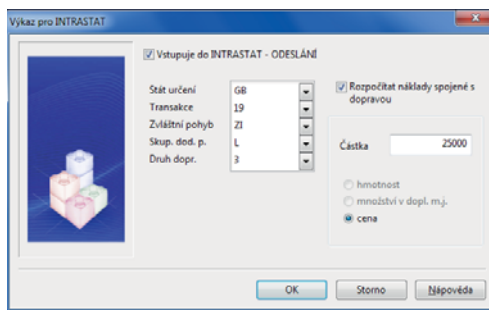 Výkaz pro INTRASTAT
Vstupuje do INTRASTAT - ODESLÁNÍ
Stát určení GB
Transakce 19
Zvláštní pohyb ZI
Skup. dod. p. L
Druh dopr. 3
Rozpočítat náklady spojené s
dopravou
Částka 25000
hmotnost
množství v dopl. m.j.
cena
OK Storno Nápověda